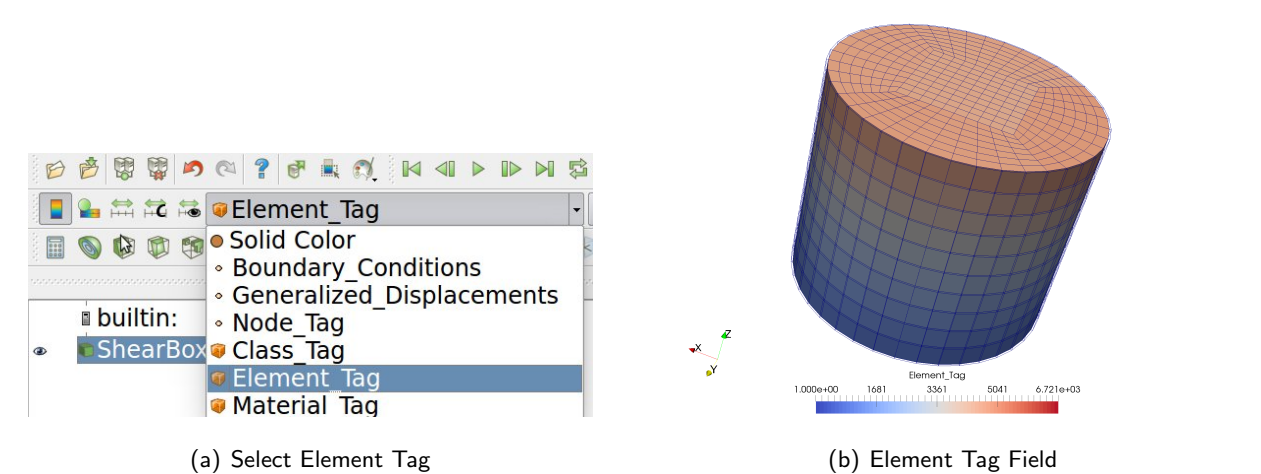 Element_Tag
Solid Color
Boundary_Conditions
Generalized_Displacements
Node_Tag
Class_Tag
Element_Tag
Material_Tag
builtin:
ShearBox
(a) Select Element Tag
Z
X
Y
Element_Tag
1.000e+00 1681 3361 5041 6.721e+03
(b) Element Tag Field